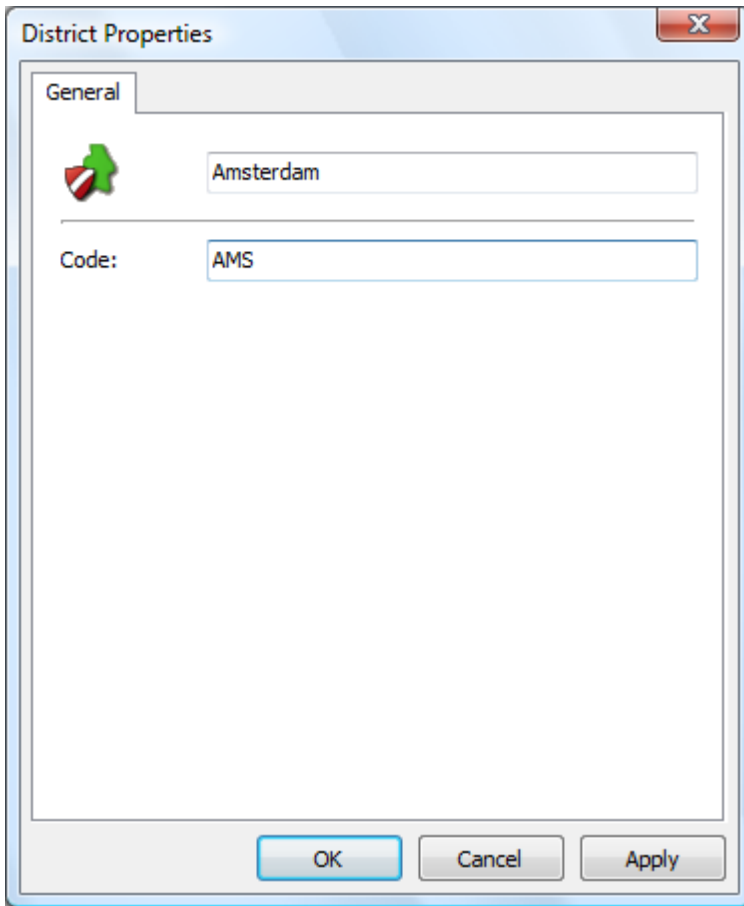 District Properties
General
Amsterdam
Code: AMS
OK Cancel Apply